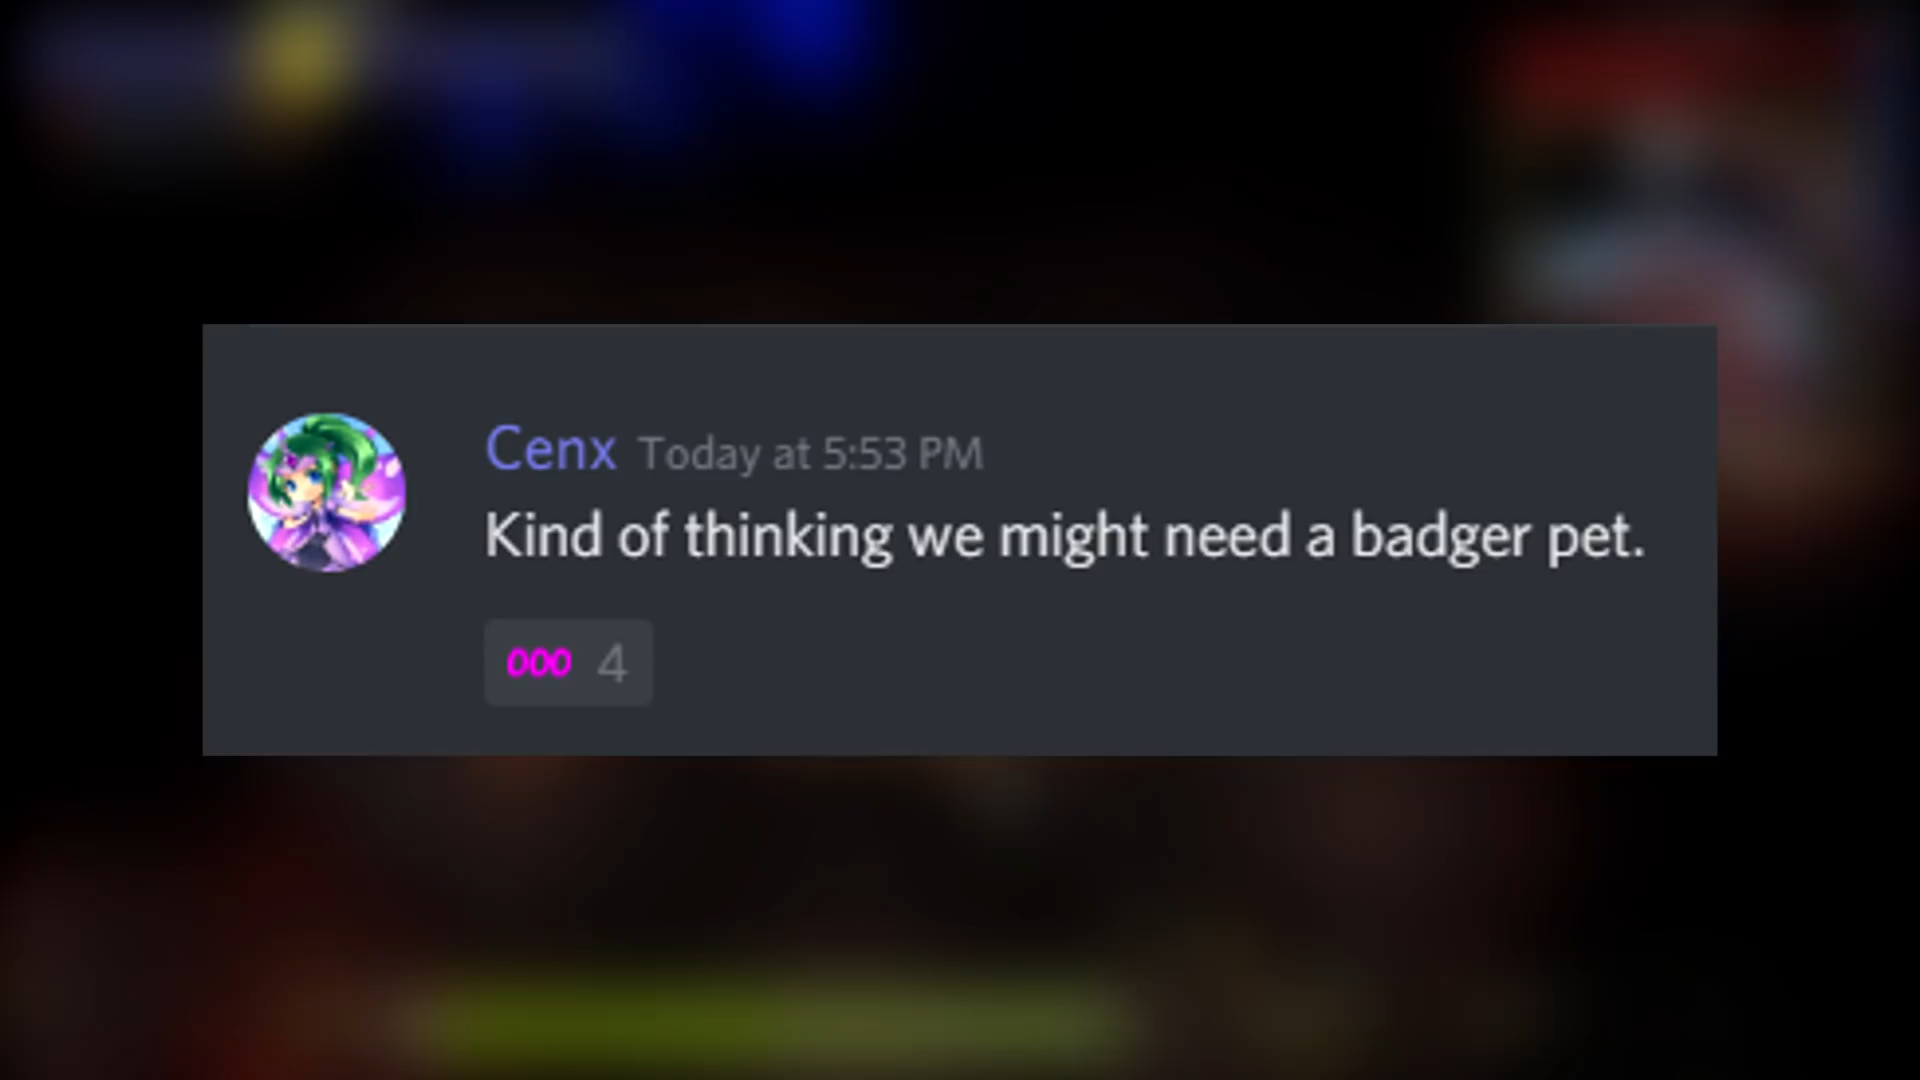 Cenx Today at 5:53 PM
Kind of thinking we might need a badger pet.
000 4